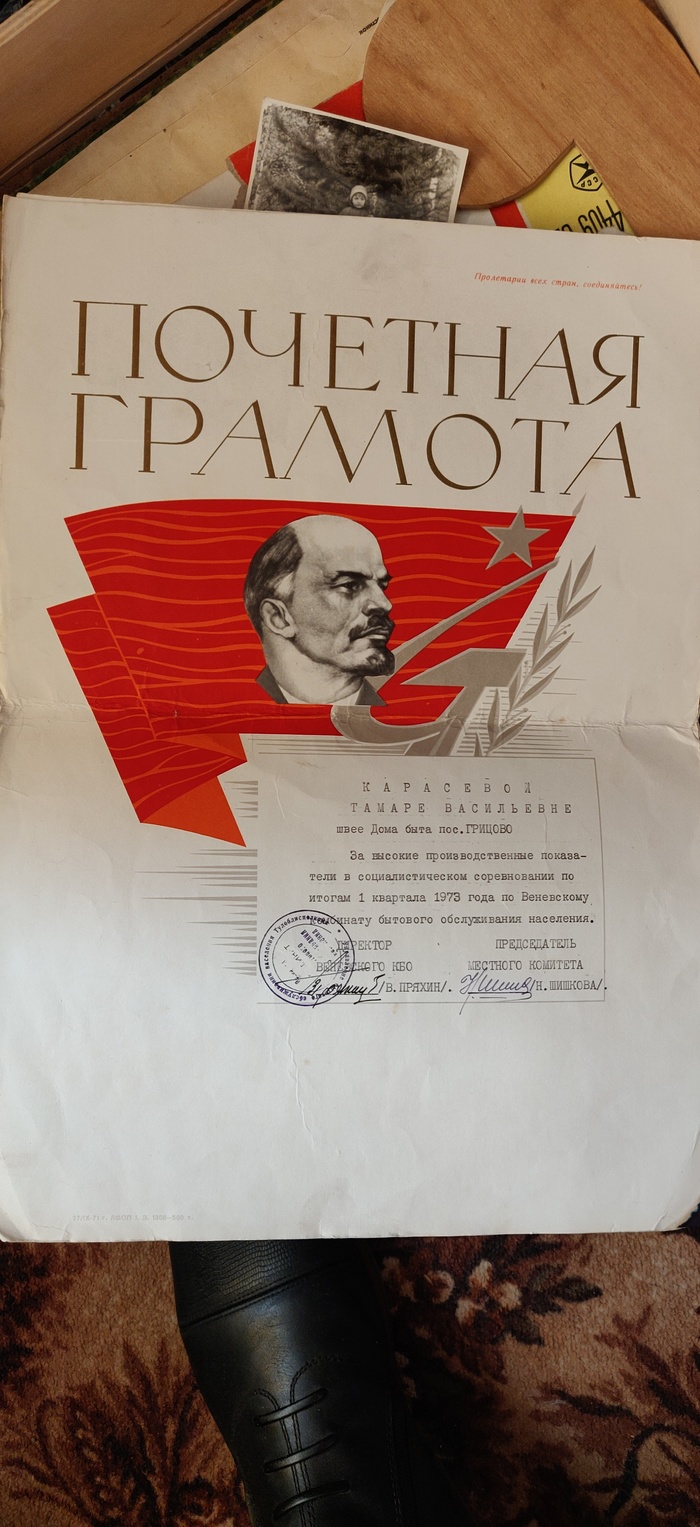 Пролетарии всех стран, соединяйтесь!
ПОЧЕТНАЯ
ГРАМОТА
КАРАСЕВОЙ
ТАМАРЕ ВАСИЛЬЕВНЕ
швее Дома быта пос.ГРИЦОВО
За высокие производственные показа-
тели в социалистическом соревновании по
итогам 1 квартала 1973 года по Веневскому
комбинату бытового обслуживания населения.
ДИРЕКТОР ПРЕДСЕДАТЕЛЬ
ВЕНЕВСКОГО КБО МЕСТНОГО КОМИТЕТА
/В.ПРЯХИН/. /Н.ШИШКОВА/.
СССР